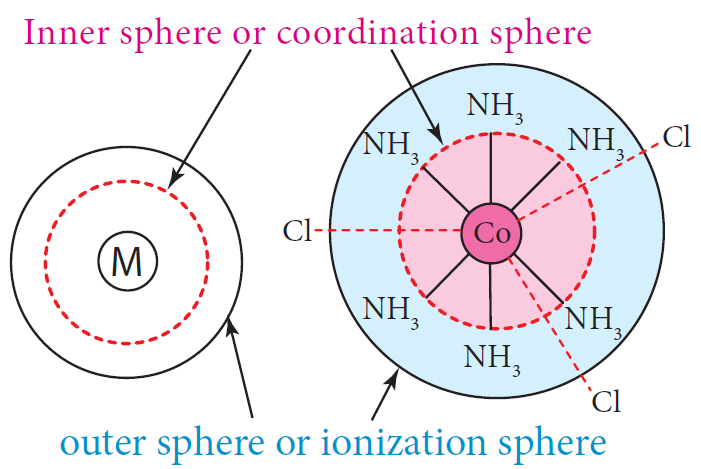 Inner sphere or coordination sphere
NH₃
NH₃
NH₃
Cl
M
Cl
Co
NH₃
NH₃
NH₃
Cl
outer sphere or ionization sphere